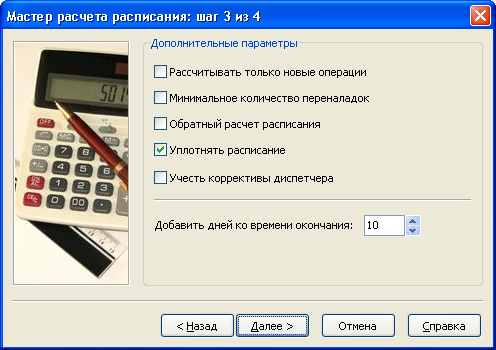 Мастер расчета расписания: шаг 3 из 4
Дополнительные параметры
Рассчитывать только новые операции
Минимальное количество переналадок
Обратный расчет расписания
Уплотнять расписание
Учесть коррективы диспетчера
Добавить дней ко времени окончания: 10
< Назад Далее > Отмена Справка